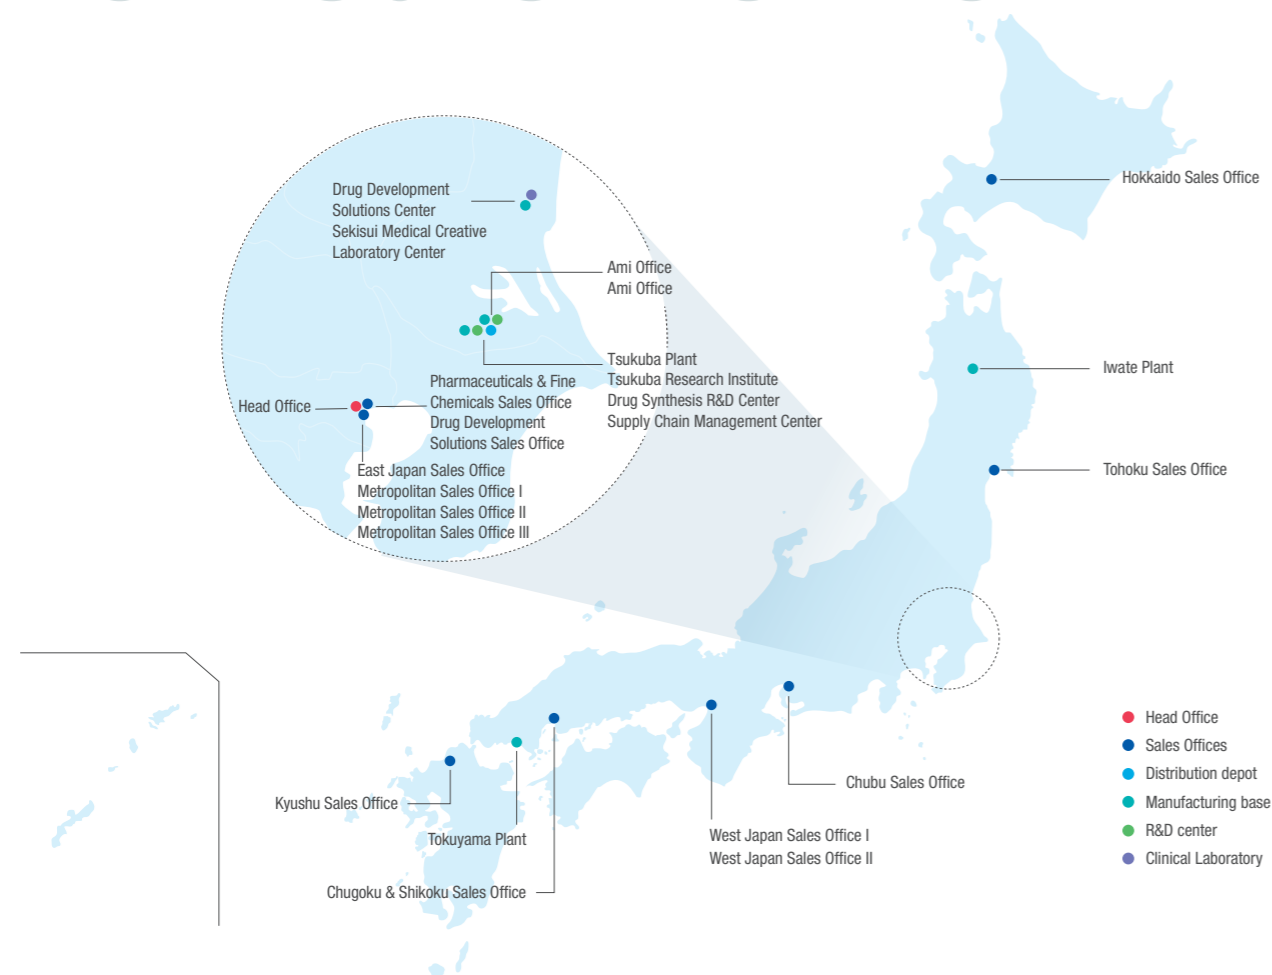 Drug Development
Solutions Center
Sekisui Medical Creative
Laboratory Center
Ami Office
Ami Office
Tsukuba Plant
Tsukuba Research Institute
Drug Synthesis R&D Center
Supply Chain Management Center
Head Office
Pharmaceuticals & Fine
Chemicals Sales Office
Drug Development
Solutions Sales Office
East Japan Sales Office
Metropolitan Sales Office I
Metropolitan Sales Office II
Metropolitan Sales Office III
Hokkaido Sales Office
Iwate Plant
Tohoku Sales Office
Chubu Sales Office
West Japan Sales Office I
West Japan Sales Office II
Kyushu Sales Office
Tokuyama Plant
Chugoku & Shikoku Sales Office
Head Office
Sales Offices
Distribution depot
Manufacturing base
R&D center
Clinical Laboratory